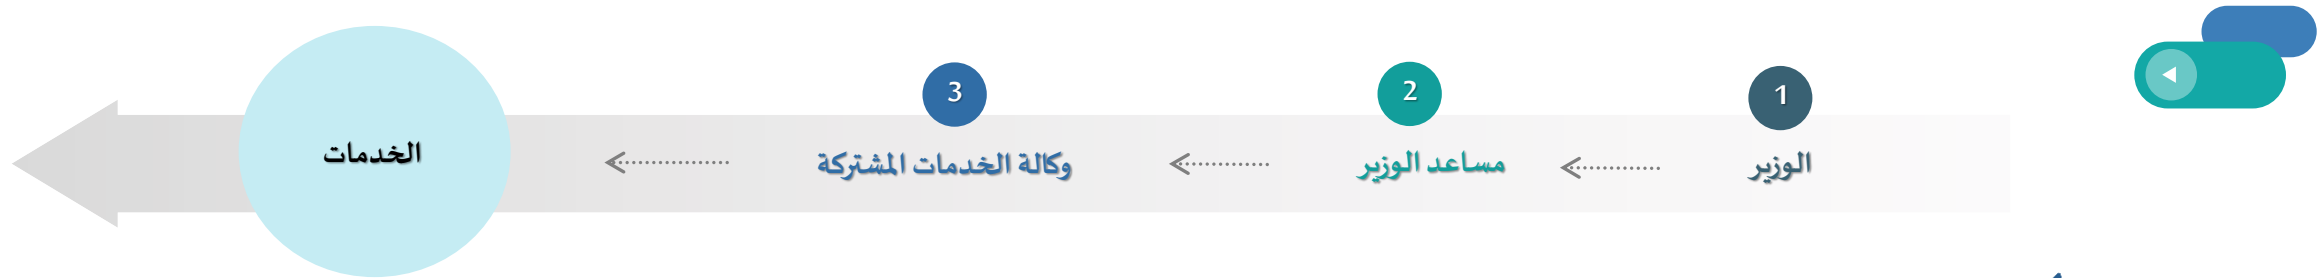 1
الوزير
2
مساعد الوزير
3
وكالة الخدمات المشتركة
الخدمات